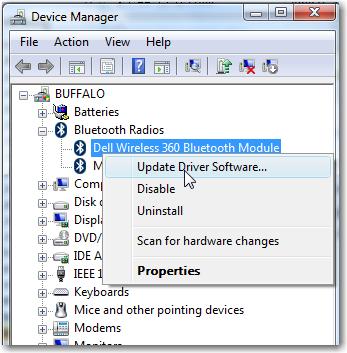 Device Manager
File Action View Help
BUFFALO
Batteries
Bluetooth Radios
Dell Wireless 360 Bluetooth Module
M
Update Driver Software...
Disable
Uninstall
Scan for hardware changes
Properties
Comp
Disk d
Display
DVD/
IDE A
IEEE 1
Keyboards
Mice and other pointing devices
Modems
Monitors